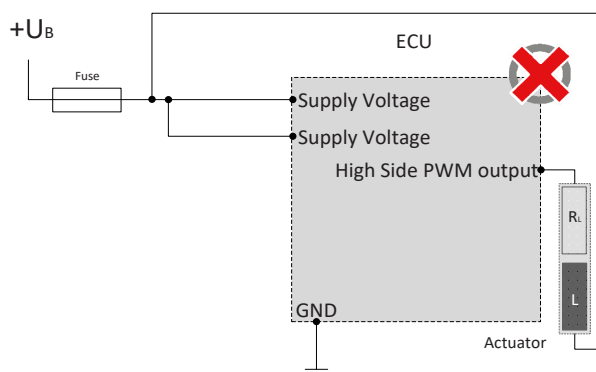 +UB
ECU
Fuse
Supply Voltage
Supply Voltage
High Side PWM output
RL
L
GND
Actuator